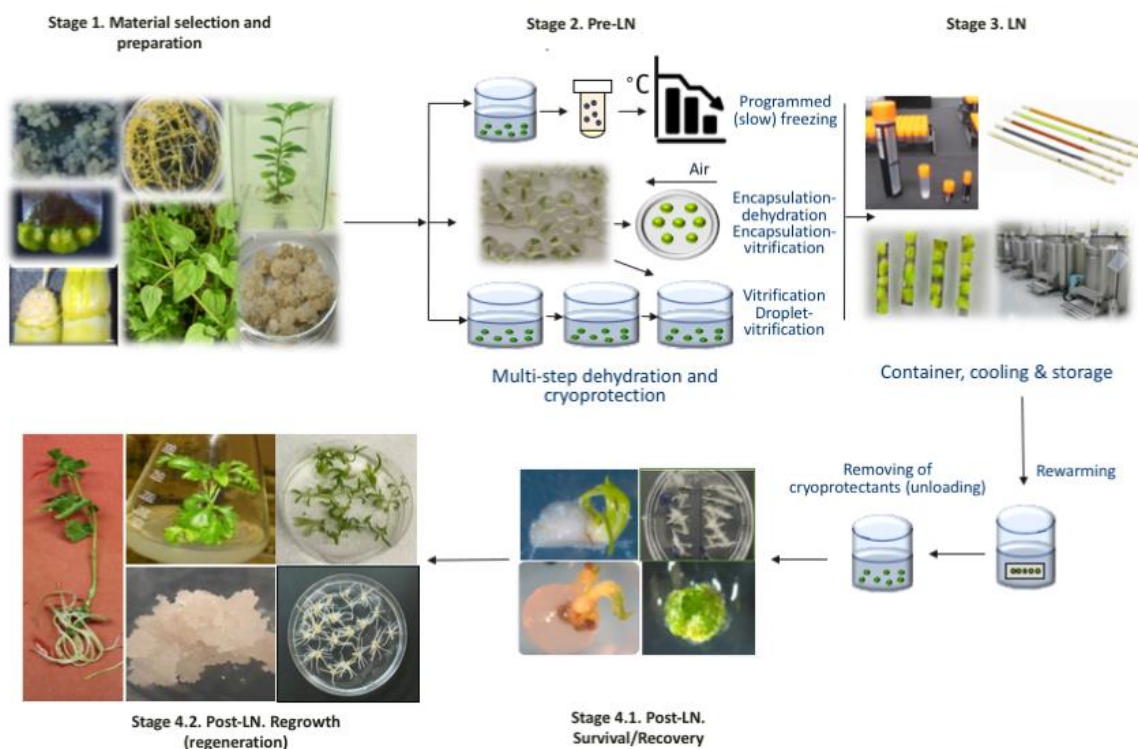 Stage 1. Material selection and
preparation
Stage 2. Pre-LN
Stage 3. LN
°C
Programmed
(slow) freezing
Air
Encapsulation-
dehydration
Encapsulation-
vitrification
Vitrification
Droplet-
vitrification
Multi-step dehydration and
cryoprotection
Container, cooling & storage
Removing of
cryoprotectants (unloading)
Rewarming
Stage 4.2. Post-LN. Regrowth
(regeneration)
Stage 4.1. Post-LN.
Survival/Recovery